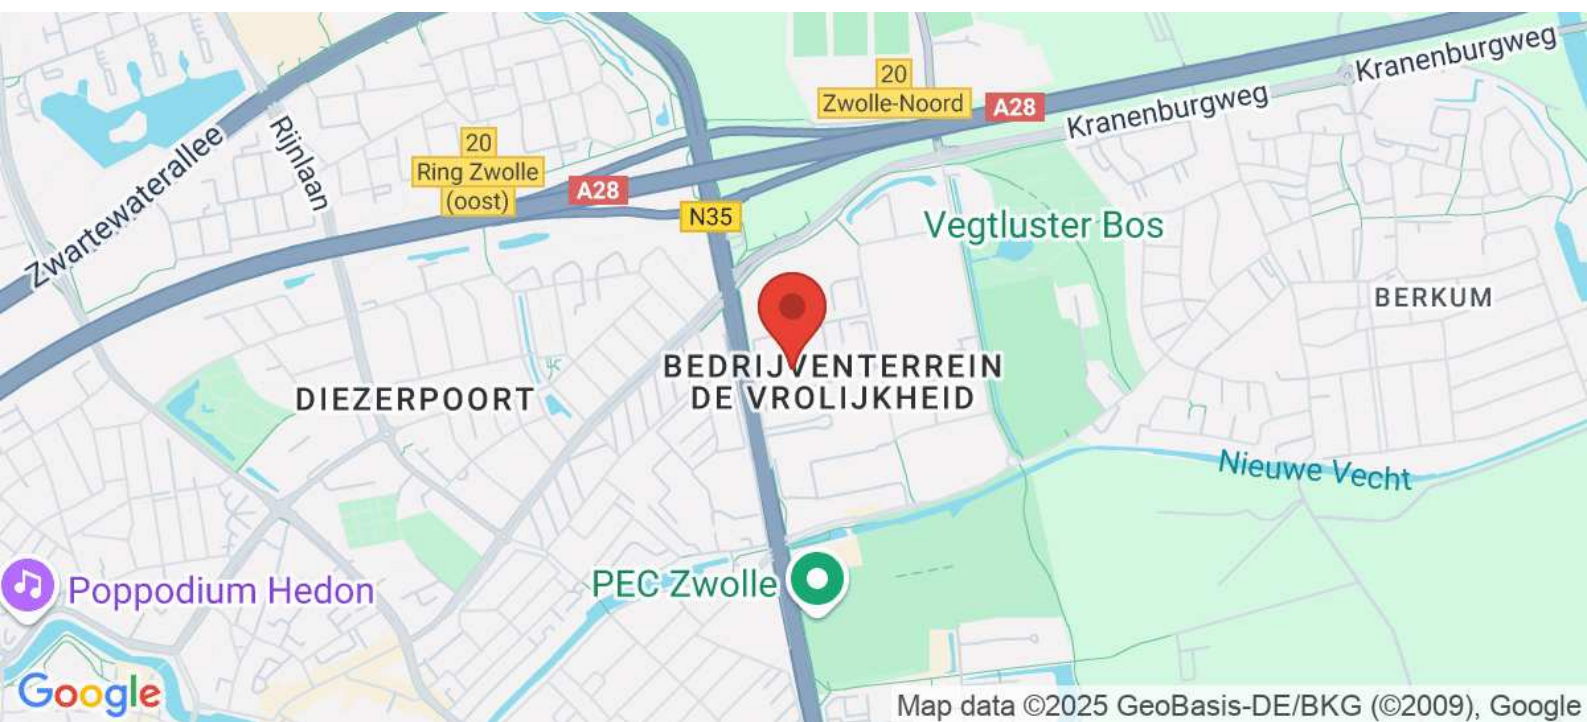 20
Zwolle-Noord
A28
Kranenburgweg
Kranenburgweg
Rijnlaan
Zwartewaterallee
20
Ring Zwolle
(oost)
A28
N35
Vegtluster Bos
BERKUM
BEDRIJVENTERREIN
DE VROLIJKHEID
DIEZERPOORT
Nieuwe Vecht
PEC Zwolle
Poppodium Hedon
Google
Map data ©2025 GeoBasis-DE/BKG (©2009), Google